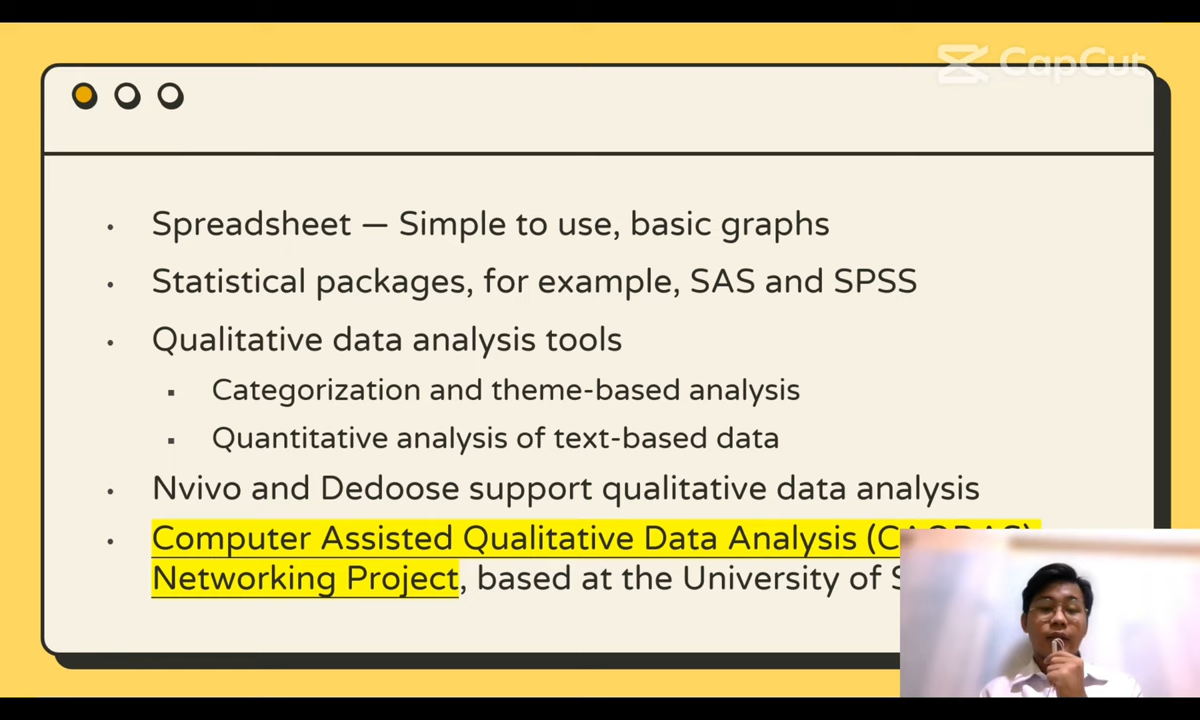 CapCut
Spreadsheet — Simple to use, basic graphs
Statistical packages, for example, SAS and SPSS
Qualitative data analysis tools
Categorization and theme-based analysis
Quantitative analysis of text-based data
Nvivo and Dedoose support qualitative data analysis
Computer Assisted Qualitative Data Analysis
Networking Project, based at the University of